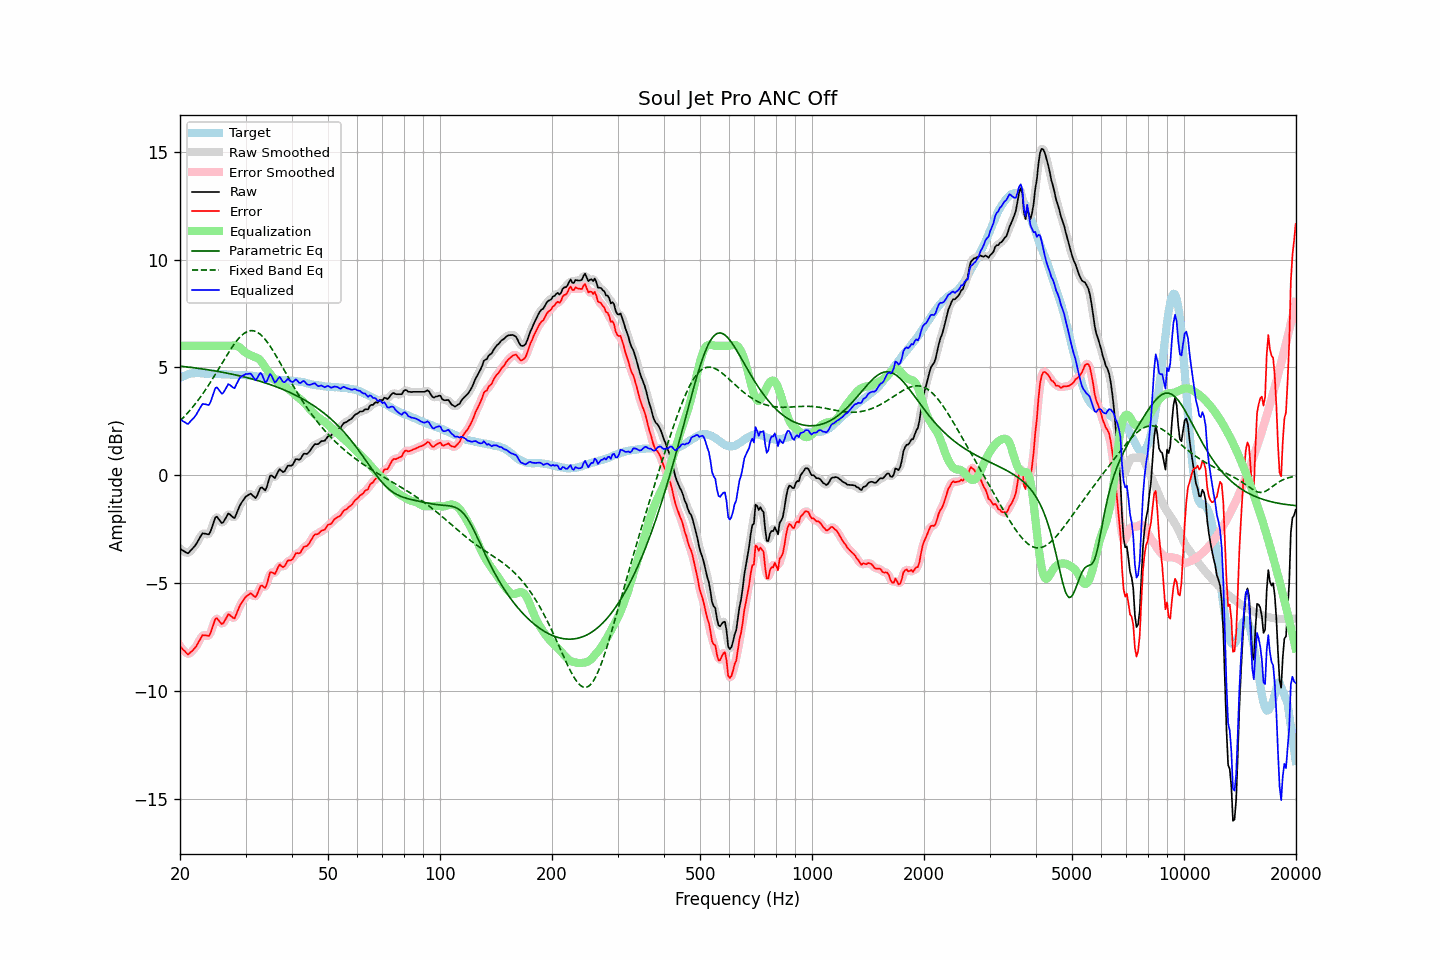 Soul Jet Pro ANC Off
Target
Raw Smoothed
Error Smoothed
Raw
Error
Equalization
Parametric Eq
Fixed Band Eq
Equalized
Amplitude (dBr)
15
10
5
0
−5
−10
−15
20 50 100 200 500 1000 2000 5000 10000 20000
Frequency (Hz)